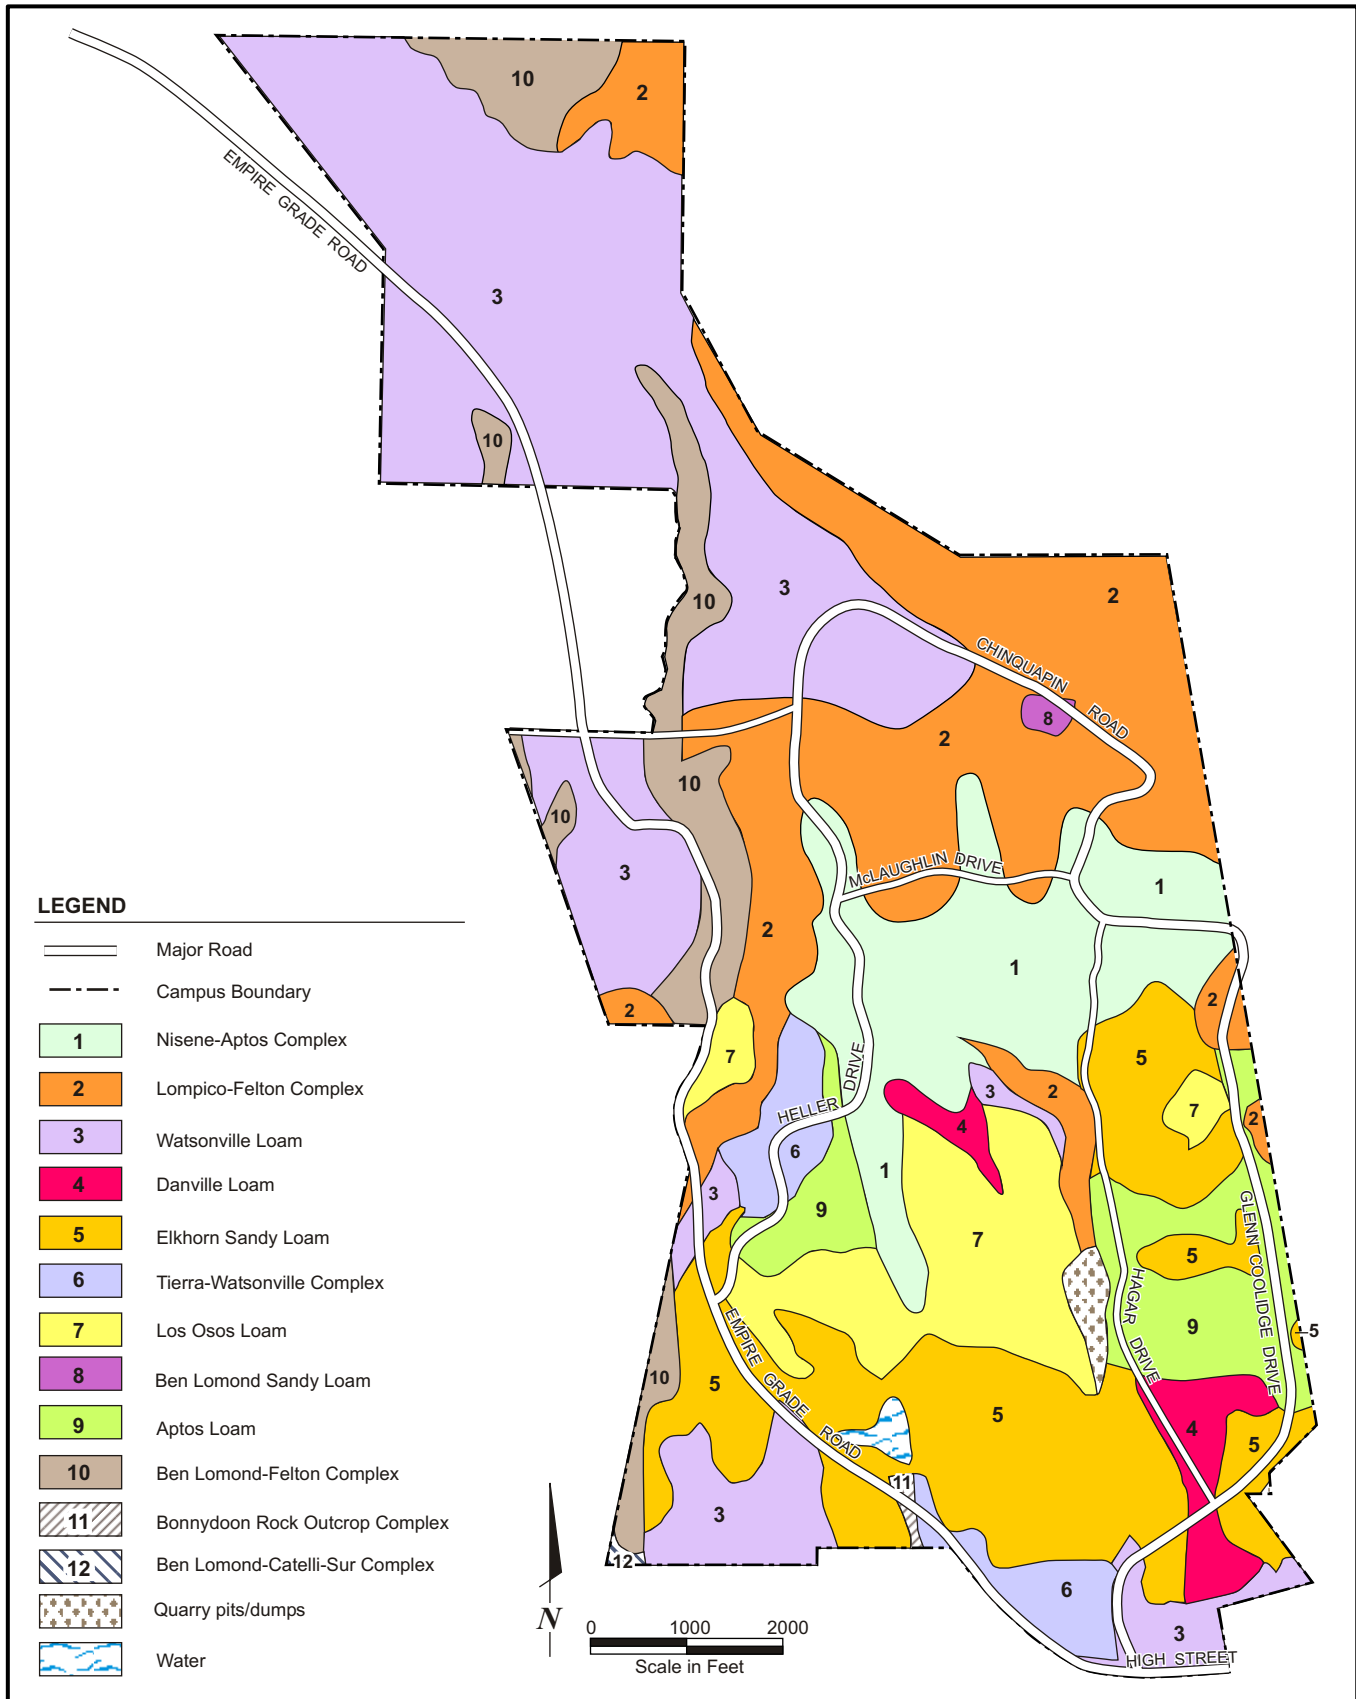 10
2
EMPIRE GRADE ROAD
3
10
10
3
2
CHINQUAPIN
ROAD
8
2
10
10
3
McLAUGHLIN DRIVE
1
2
1
2
2
7
5
3
2
7
2
4
DRIVE
HELLER
6
1
3
9
7
GLENN COOLIDGE DRIVE
5
HAGAR DRIVE
9
5
EMPIRE GRADE ROAD
10
5
5
4
5
11
3
12
6
3
HIGH STREET
LEGEND
Major Road
Campus Boundary
1 Nisene-Aptos Complex
2 Lompico-Felton Complex
3 Watsonville Loam
4 Danville Loam
5 Elkhorn Sandy Loam
6 Tierra-Watsonville Complex
7 Los Osos Loam
8 Ben Lomond Sandy Loam
9 Aptos Loam
10 Ben Lomond-Felton Complex
11 Bonnydoon Rock Outcrop Complex
12 Ben Lomond-Catelli-Sur Complex
Quarry pits/dumps
Water
N
0 1000 2000
Scale in Feet